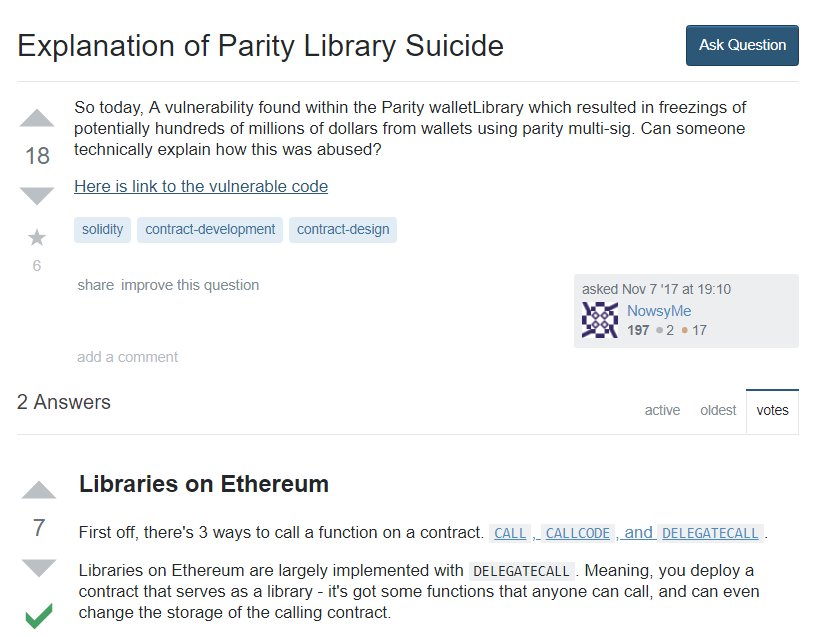 Explanation of Parity Library Suicide
Ask Question
So today, A vulnerability found within the Parity walletLibrary which resulted in freezings of
potentially hundreds of millions of dollars from wallets using parity multi-sig. Can someone
technically explain how this was abused?
18
Here is link to the vulnerable code
solidity contract-development contract-design
6
share improve this question
asked Nov 7 '17 at 19:10
NowsyMe
197 2 17
add a comment
2 Answers
active oldest votes
Libraries on Ethereum
7
First off, there's 3 ways to call a function on a contract. CALL, CALLCODE, and DELEGATECALL.
Libraries on Ethereum are largely implemented with DELEGATECALL. Meaning, you deploy a
contract that serves as a library - it's got some functions that anyone can call, and can even
change the storage of the calling contract.